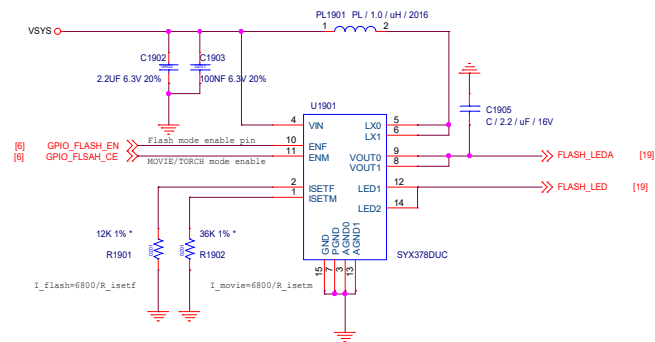 PL1901 PL / 1.0 / uH / 2016
VSYS
1 2
C1902 C1903
0402 0201
2.2UF 6.3V 20% 100NF 6.3V 20%
U1901
C1905
C / 2.2 / uF / 16V
4 VIN LX0 5
LX1 6
[6] GPIO_FLASH_EN Flash mode enable pin 10 ENF
[6] GPIO_FLSAH_CE MOVIE/TORCH mode enable 11 ENM
VOUT0 9 FLASH_LEDA [19]
VOUT1 8
2 ISETF LED1 12 FLASH_LED [19]
1 ISETM
LED2 14
12K 1% * 36K 1% *
0201 0201
R1901 R1902
GND PGND AGND0 AGND1
15 7 3 13
SYX378DUC
I_flash=6800/R_isetf I_movie=6800/R_isetm